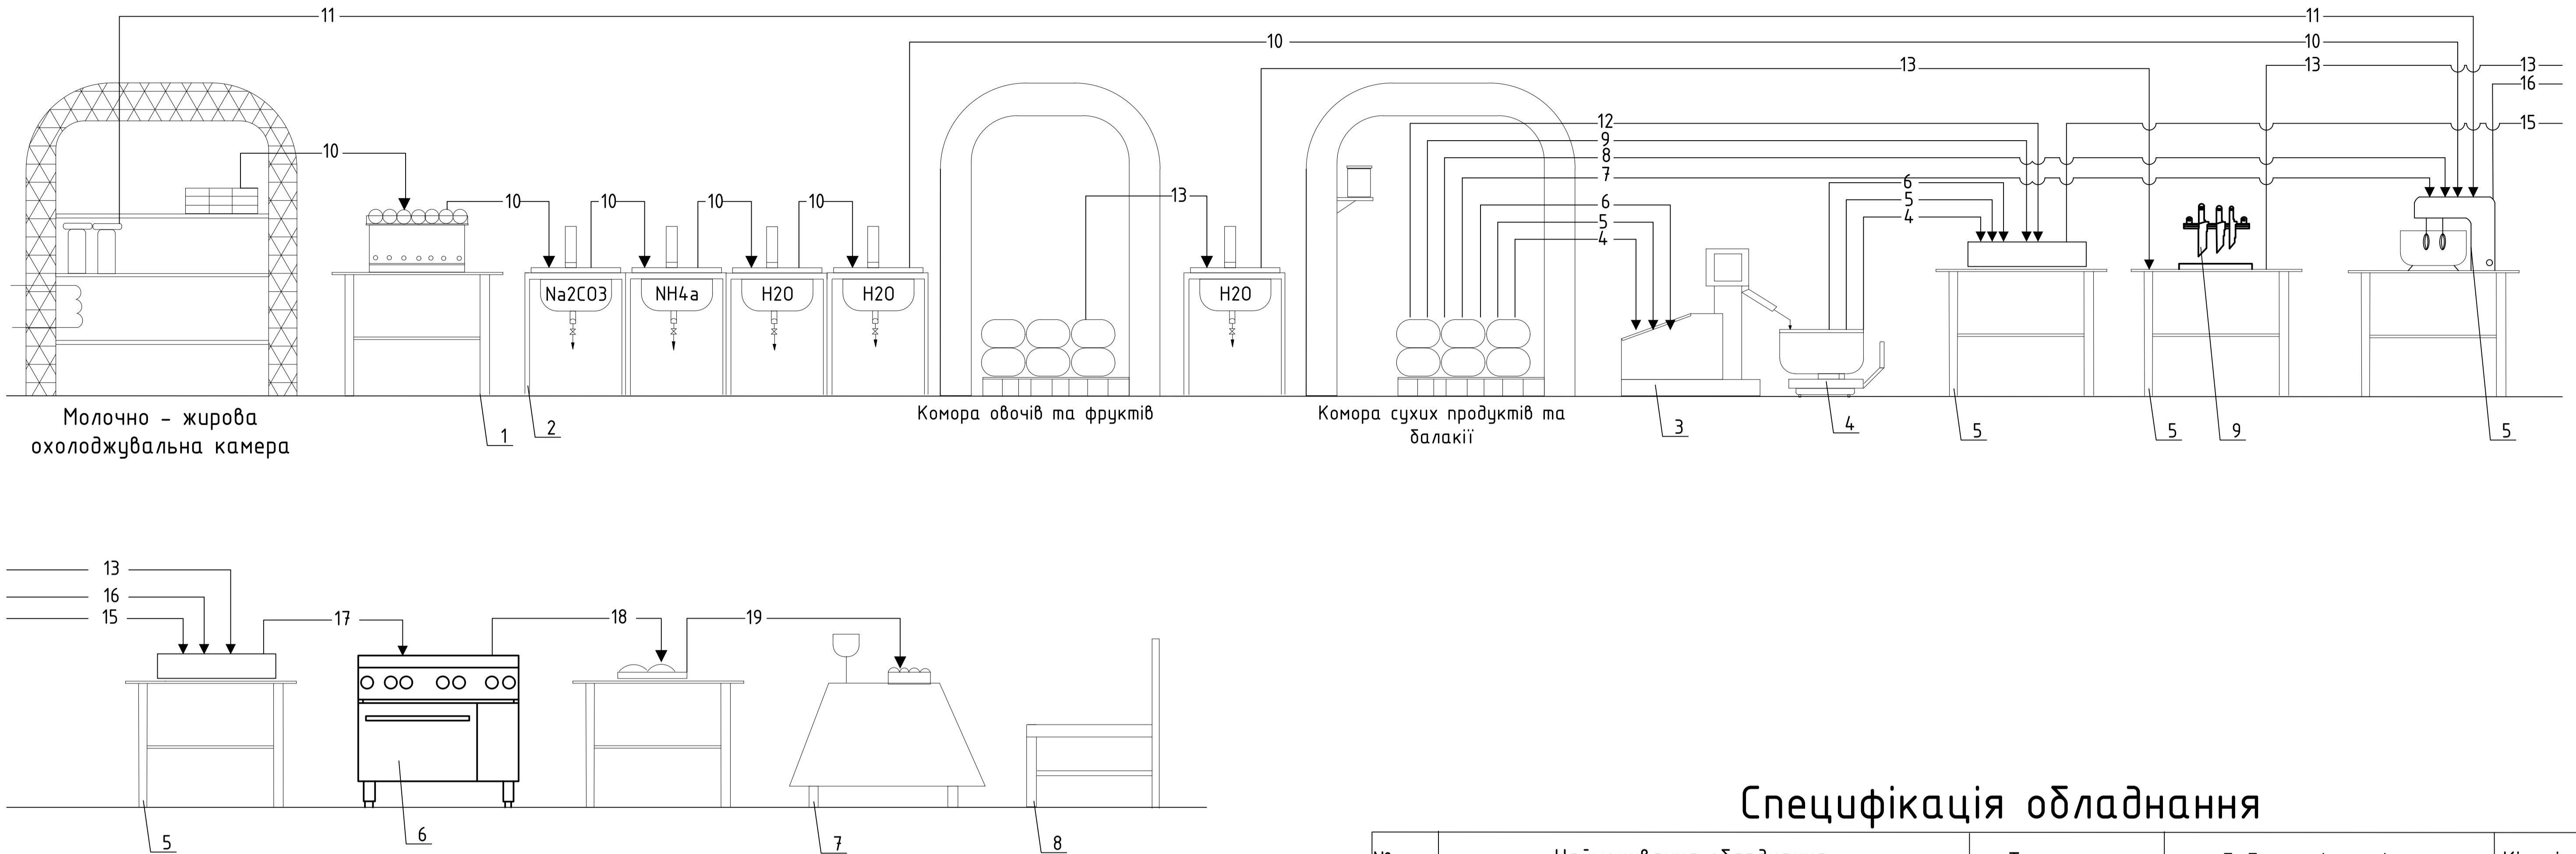 11 11
10 10
13 13 13
16
12 15
10 9
8
7 6
10 10 10 10 13 6 5
5 4
4
Na2CO3 NH4a H2O H2O H2O
Молочно - жирова
охолоджувальна камера
Комора овочів та фруктів
Комора сухих продуктів та
балакії
1 2 3 4 5 5 9 5
13
16
15 17 18 19
5 6 7 8
Специфікація обладнання